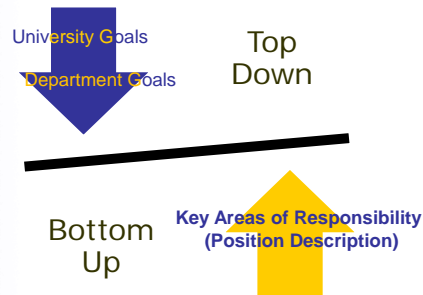 University Goals
Department Goals
Top
Down
Bottom
Up
Key Areas of Responsibility
(Position Description)